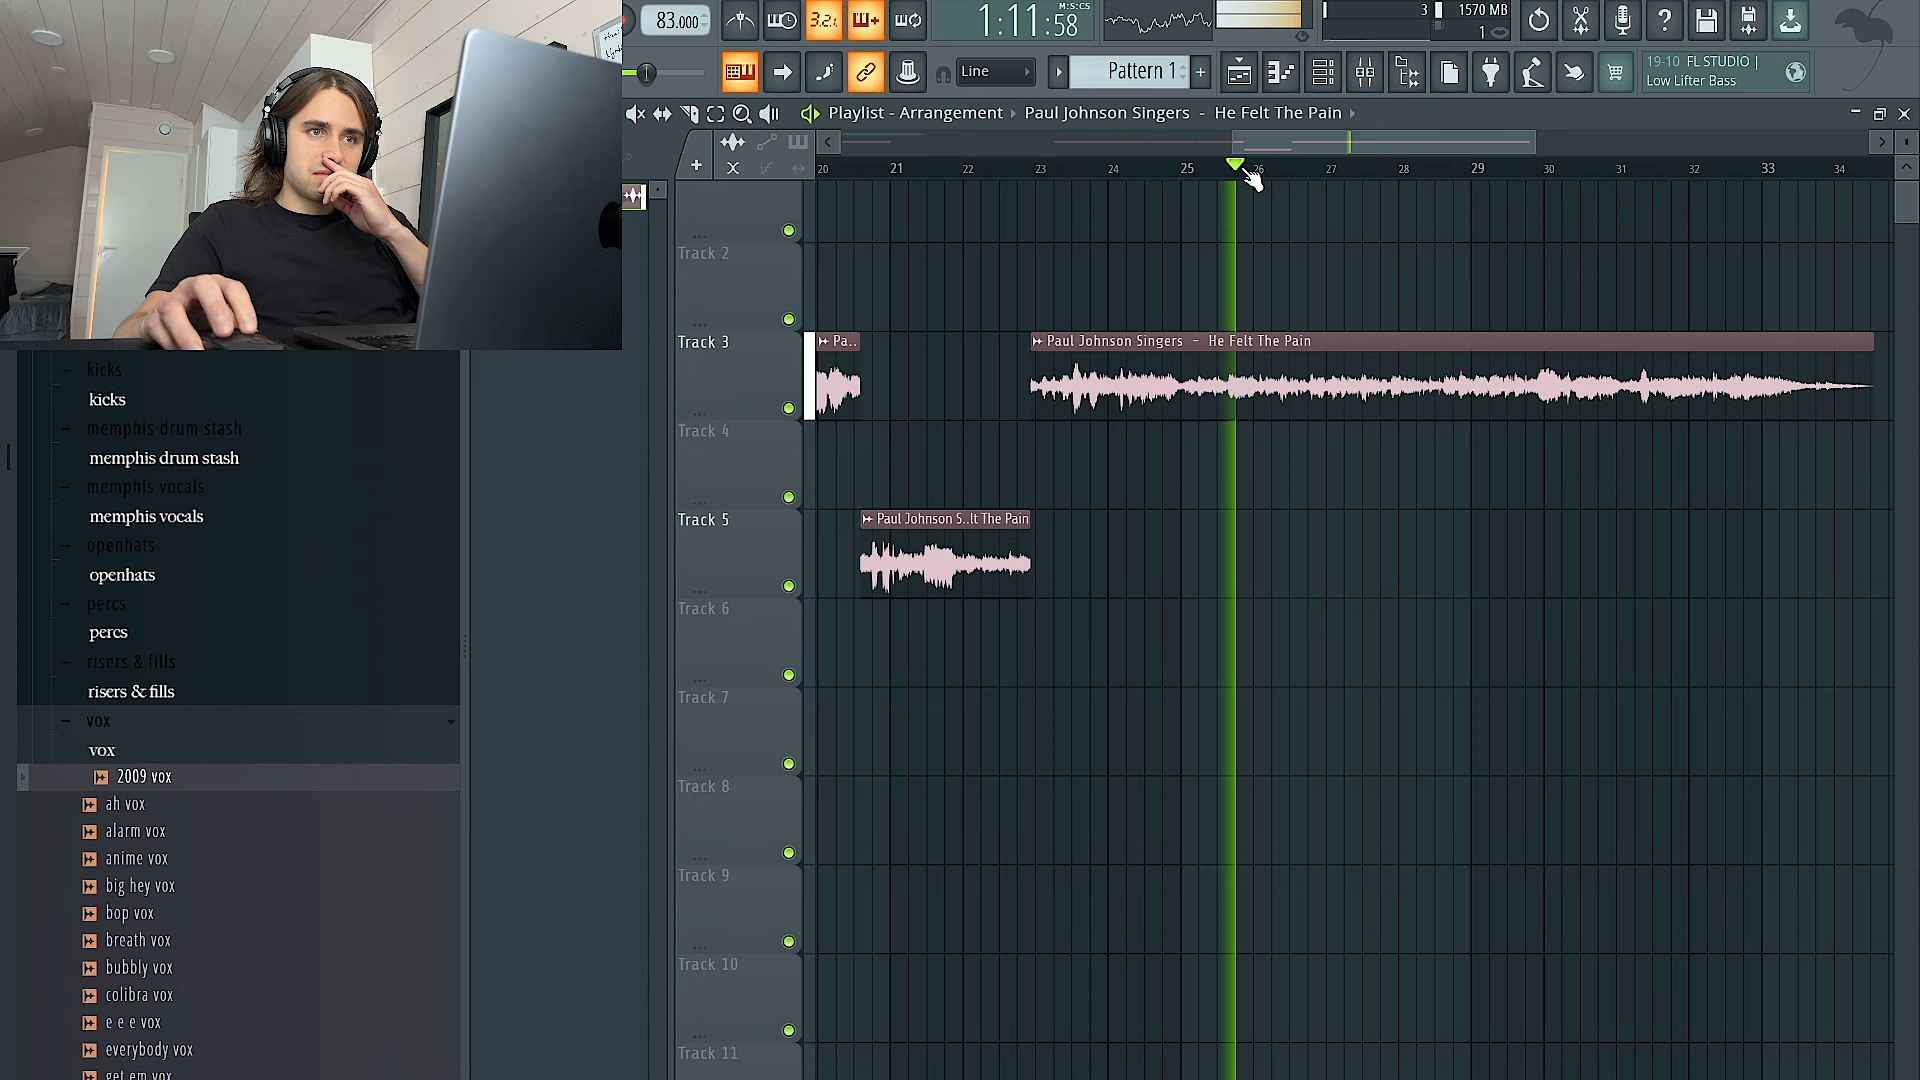 83.000
3.2.
1:11:58
M:S:CS
3
1570 MB
1
Line
Pattern 1
19-10 FL STUDIO |
Low Lifter Bass
Playlist - Arrangement › Paul Johnson Singers - He Felt The Pain
20 21 22 23 24 25 26 27 28 29 30 31 32 33 34
Track 2
Track 3
Pa..
Paul Johnson Singers - He Felt The Pain
Track 4
Track 5
Paul Johnson S..lt The Pain
Track 6
Track 7
Track 8
Track 9
Track 10
Track 11
kicks
kicks
memphis drum stash
memphis drum stash
memphis vocals
memphis vocals
openhats
openhats
percs
percs
risers & fills
risers & fills
vox
vox
2009 vox
ah vox
alarm vox
anime vox
big hey vox
bop vox
breath vox
bubbly vox
colibra vox
e e e vox
everybody vox
get em vox